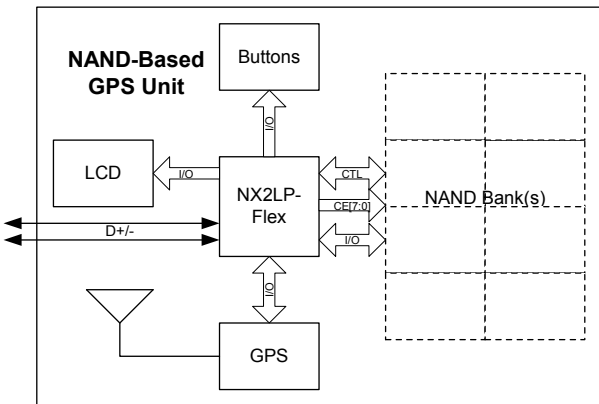 NAND-Based
GPS Unit
Buttons
I/O
LCD
I/O
NX2LP-
Flex
CTL
CE[7:0]
I/O
NAND Bank(s)
D+/-
I/O
GPS